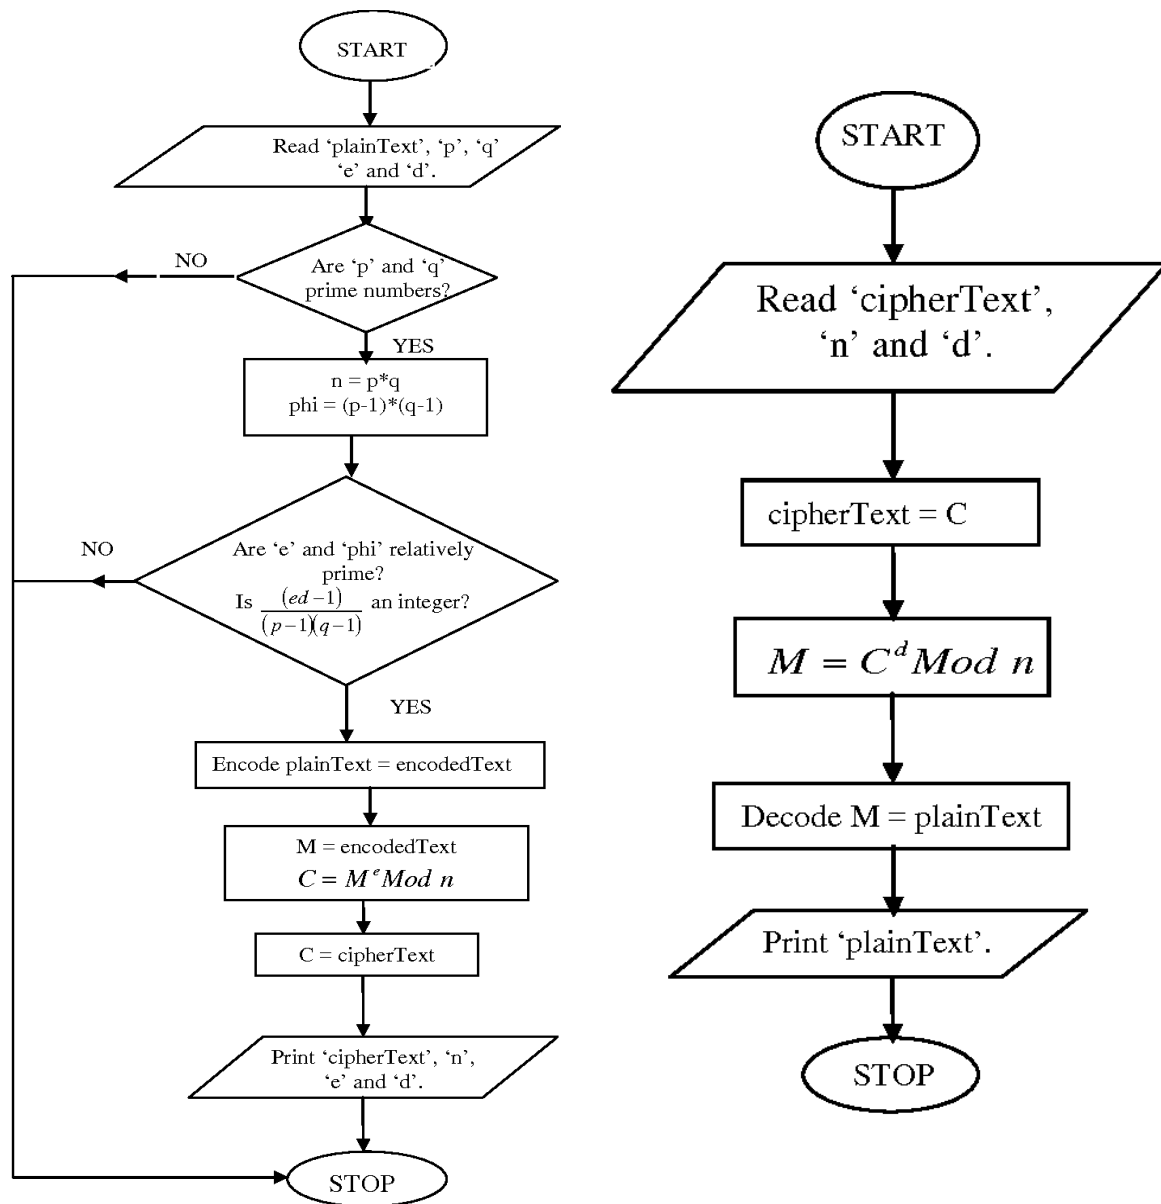 START
Read ‘plainText’, ‘p’, ‘q’
‘e’ and ‘d’.
NO
Are ‘p’ and ‘q’
prime numbers?
YES
n = p*q
phi = (p-1)*(q-1)
NO
Are ‘e’ and ‘phi’ relatively
prime?
Is (ed −1)/(p−1)(q−1) an integer?
YES
Encode plainText = encodedText
M = encodedText
C = M^e Mod n
C = cipherText
Print ‘cipherText’, ‘n’,
‘e’ and ‘d’.
STOP
START
Read ‘cipherText’,
‘n’ and ‘d’.
cipherText = C
M = C^d Mod n
Decode M = plainText
Print ‘plainText’.
STOP